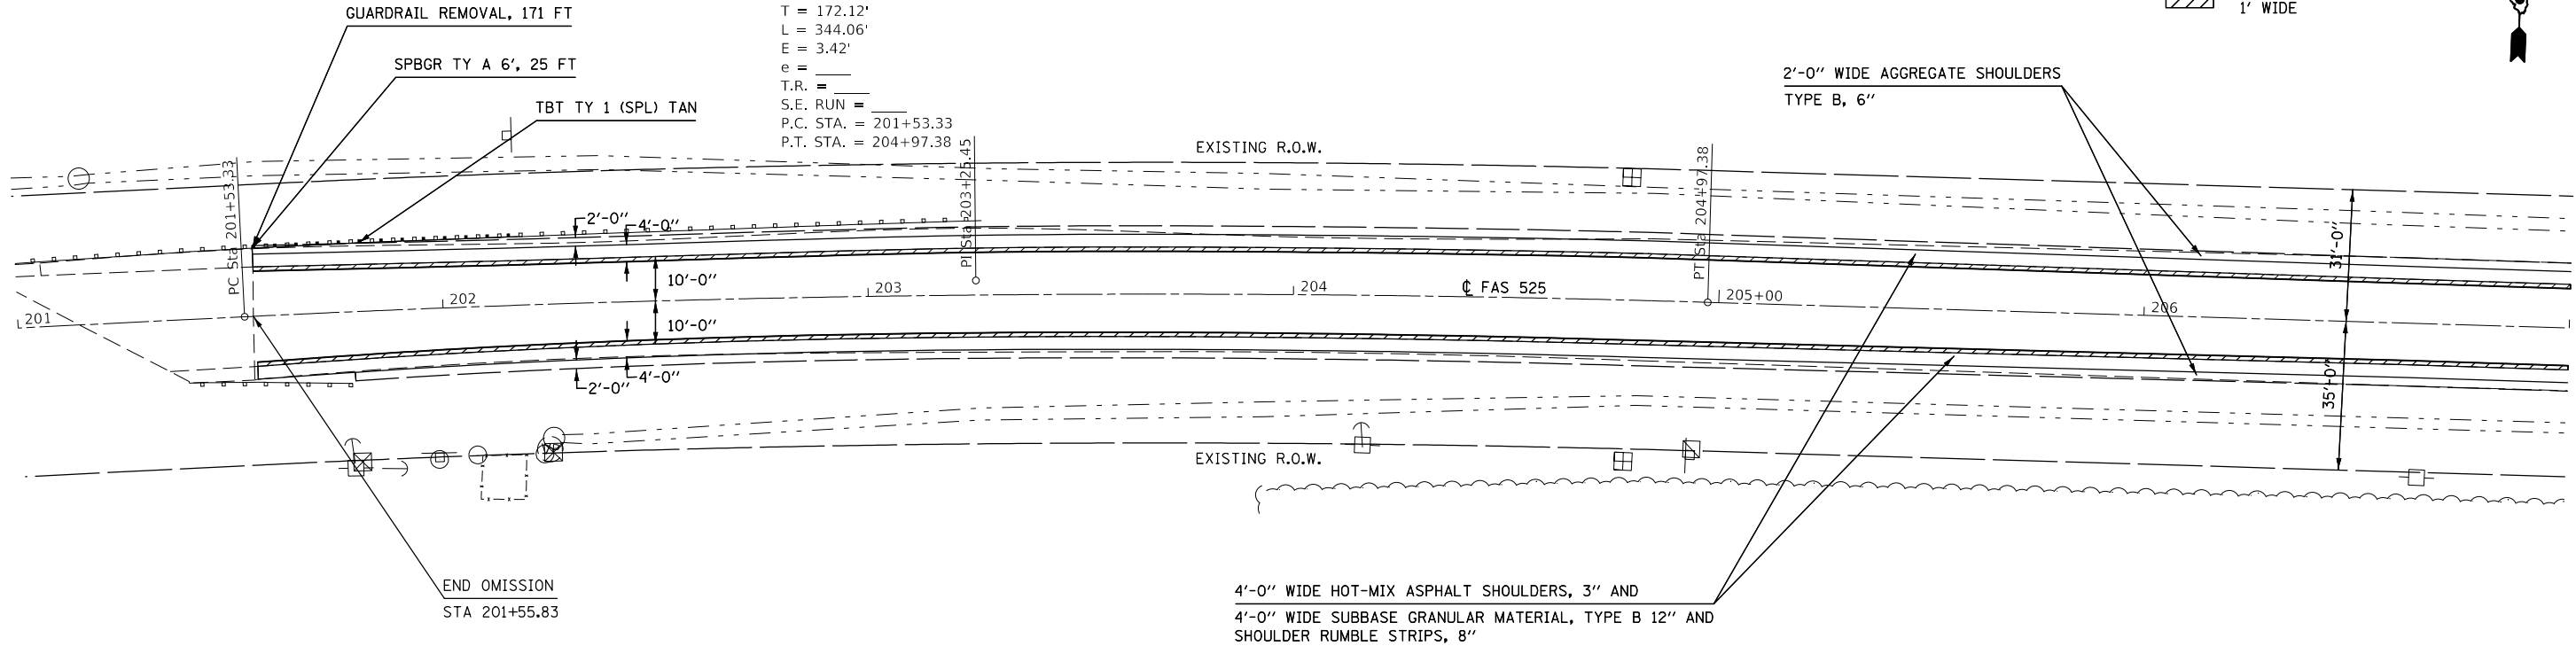 GUARDRAIL REMOVAL, 171 FT
SPBGR TY A 6', 25 FT
TBT TY 1 (SPL) TAN
T = 172.12'
L = 344.06'
E = 3.42'
e = ____
T.R. = ____
S.E. RUN = ____
P.C. STA. = 201+53.33
P.T. STA. = 204+97.38
1' WIDE
2'-0" WIDE AGGREGATE SHOULDERS
TYPE B, 6"
EXISTING R.O.W.
PC Sta 201+53.33
PI Sta 203+25.45
PT Sta 204+97.38
2'-0"
4'-0"
10'-0"
10'-0"
2'-0"
4'-0"
31'-0"
35'-0"
201
202
203
204
℄ FAS 525
205+00
206
EXISTING R.O.W.
END OMISSION
STA 201+55.83
4'-0" WIDE HOT-MIX ASPHALT SHOULDERS, 3" AND
4'-0" WIDE SUBBASE GRANULAR MATERIAL, TYPE B 12" AND
SHOULDER RUMBLE STRIPS, 8"